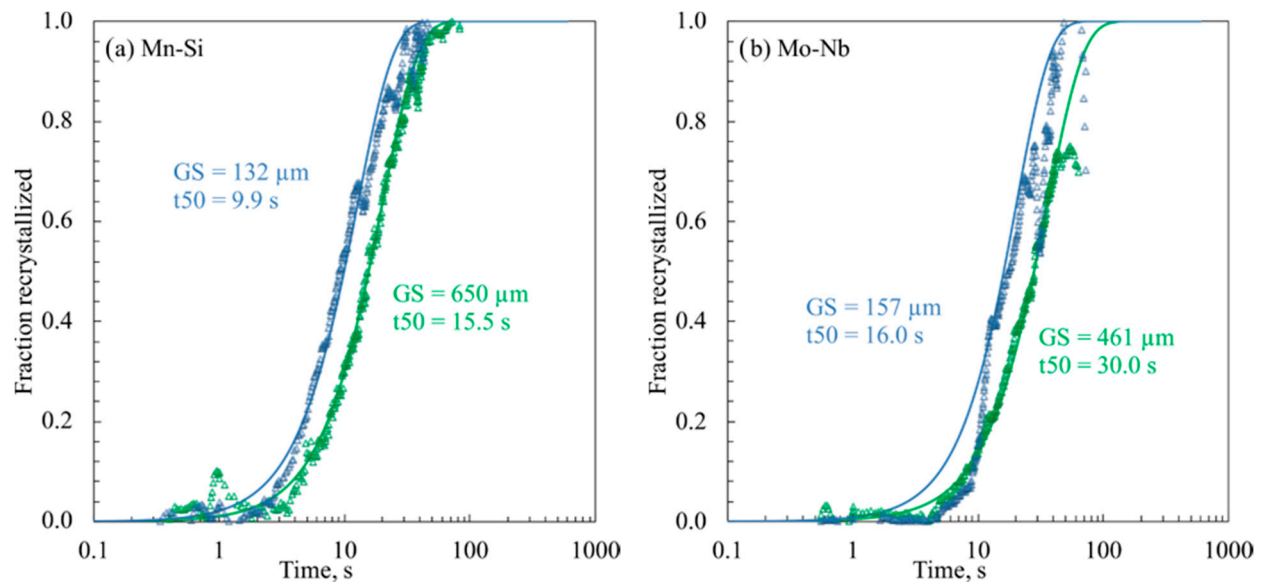 (a) Mn-Si
Fraction recrystallized
1.0
0.8
0.6
0.4
0.2
0.0
GS = 132 µm
t50 = 9.9 s
GS = 650 µm
t50 = 15.5 s
0.1 1 10 100 1000
Time, s
(b) Mo-Nb
Fraction recrystallized
1.0
0.8
0.6
0.4
0.2
0.0
GS = 157 µm
t50 = 16.0 s
GS = 461 µm
t50 = 30.0 s
0.1 1 10 100 1000
Time, s